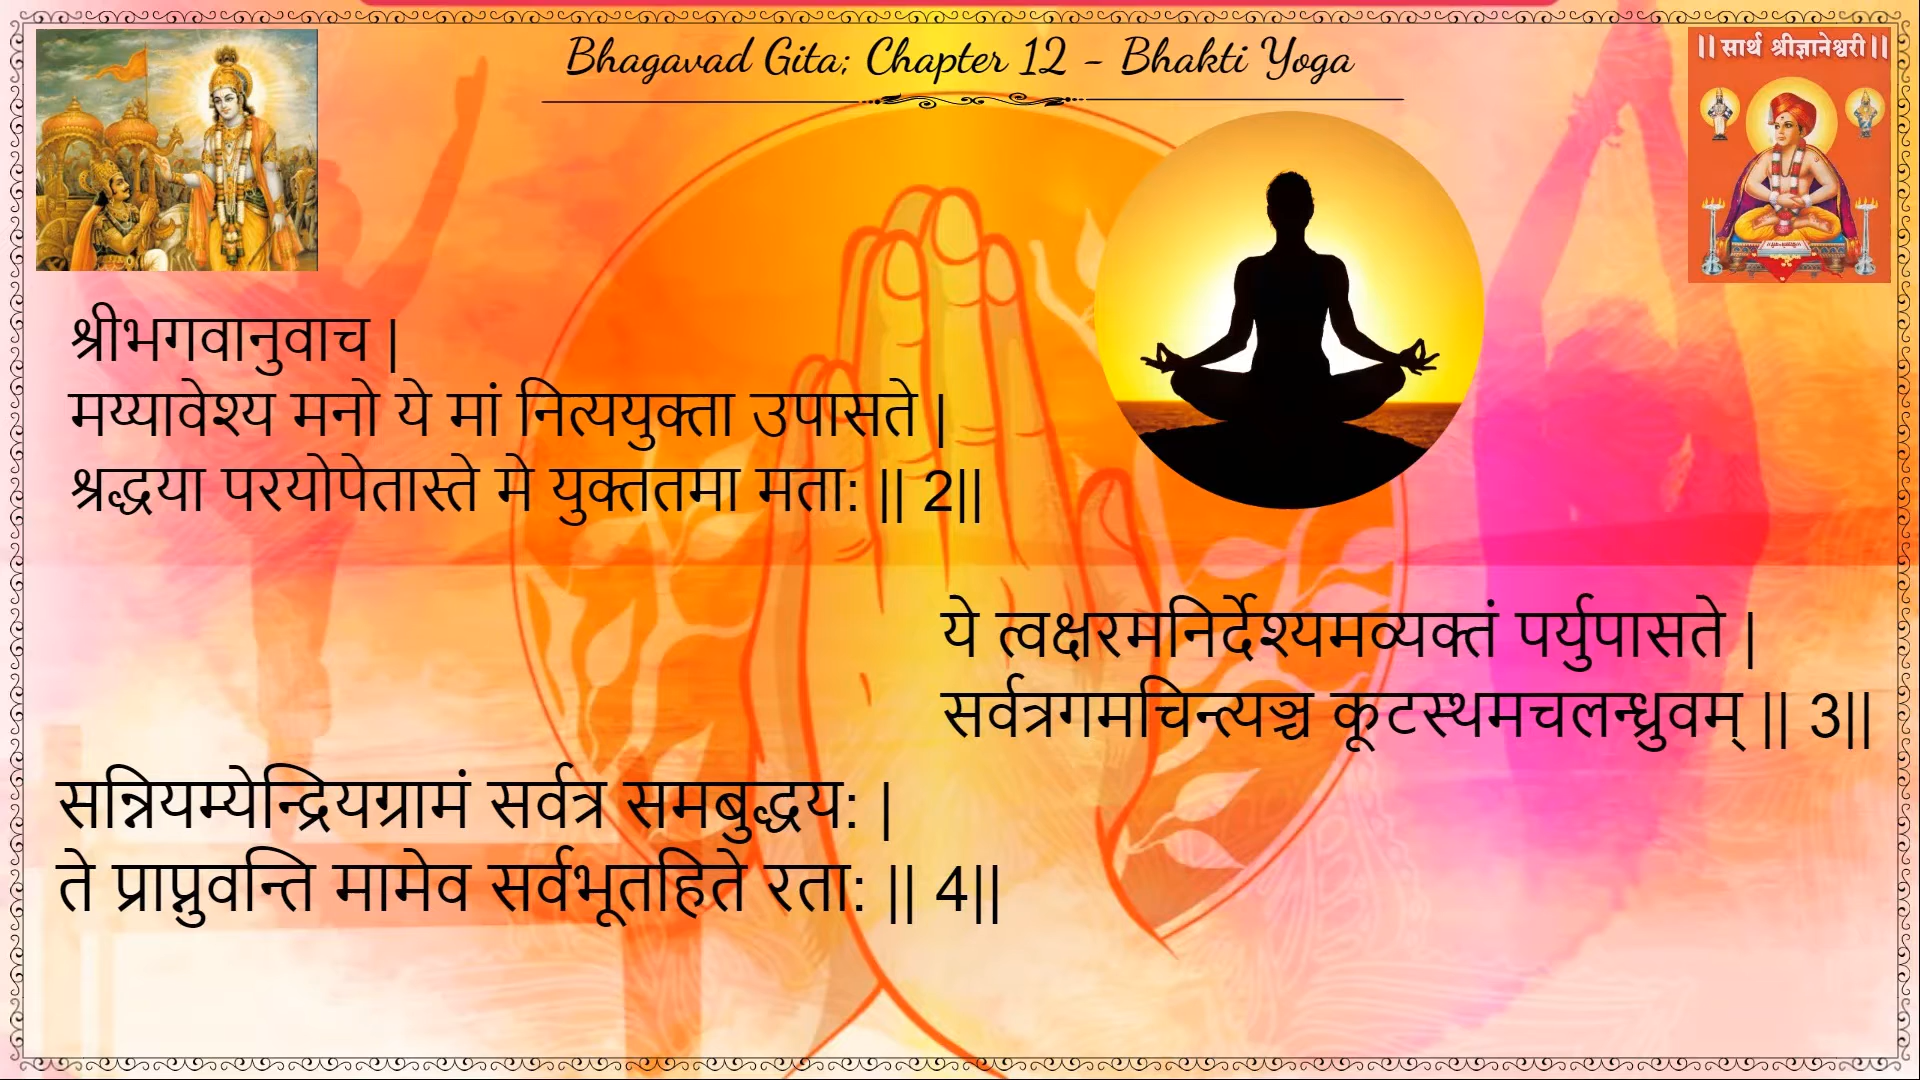 Bhagavad Gita; Chapter 12 - Bhakti Yoga
|| सार्थ श्रीज्ञानेश्वरी ||
श्रीभगवानुवाच |
मय्यावेश्य मनो ये मां नित्ययुक्ता उपासते |
श्रद्धया परयोपेतास्ते मे युक्ततमा मता: || 2||
ये त्वक्षरमनिर्देश्यमव्यक्तं पर्युपासते |
सर्वत्रगमचिन्त्यञ्च कूटस्थमचलन्ध्रुवम् || 3||
सन्नियम्येन्द्रियग्रामं सर्वत्र समबुद्धय: |
ते प्राप्नुवन्ति मामेव सर्वभूतहिते रता: || 4||